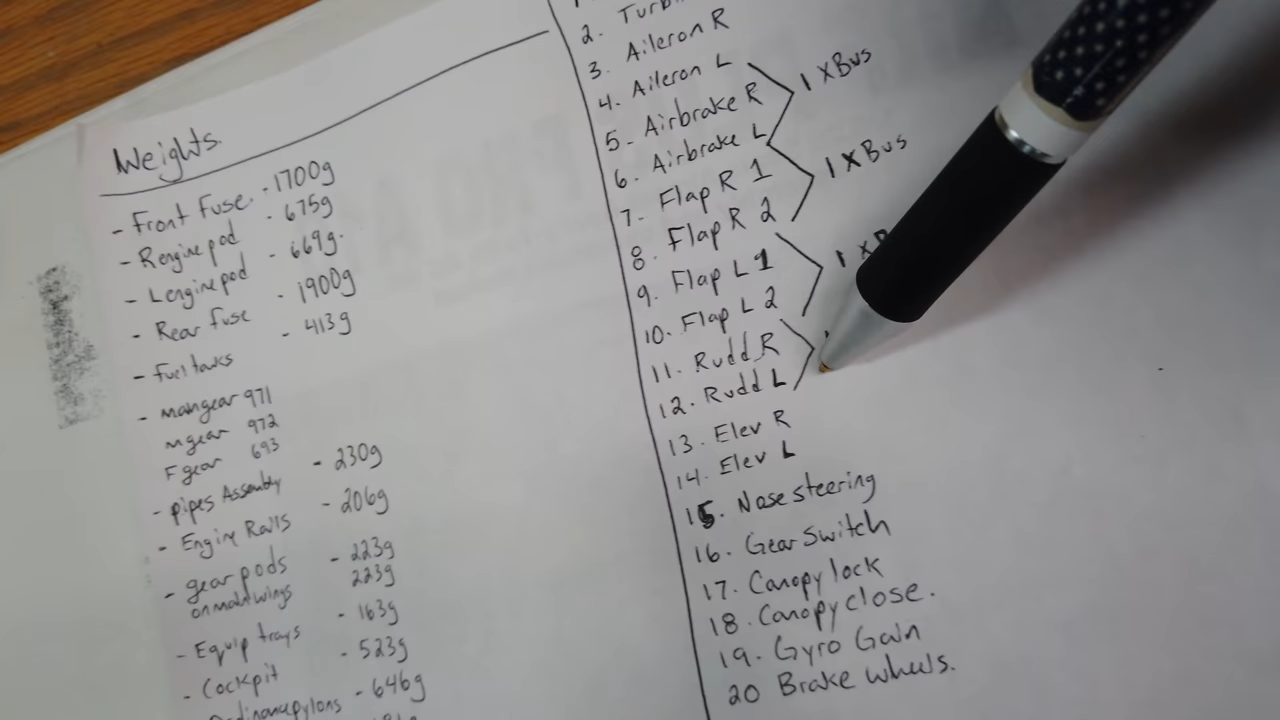 Weights.
- Front Fuse. - 1700g
- R engine pod - 675g
- L engine pod - 669g.
- Rear fuse - 1900g
- fuel tanks - 413g
- main gear 971
m gear 972
F gear 693
- pipes Assembly - 230g
- Engine Rails - 206g
- gear pods - 223g
on main wings 223g
- Equip trays - 163g
- Cockpit - 523g
- 646g
2.
3. Aileron R
4. Aileron L
5. Airbrake R
6. Airbrake L
7. Flap R 1
8. Flap R 2
9. Flap L 1
10. Flap L 2
11. Rudd R
12. Rudd L
13. Elev R
14. Elev L
15. Nose steering
16. Gear Switch
17. Canopy lock
18. Canopy close.
19. Gyro Gain
20 Brake wheels.
1 XBus
1 XBus
1 X